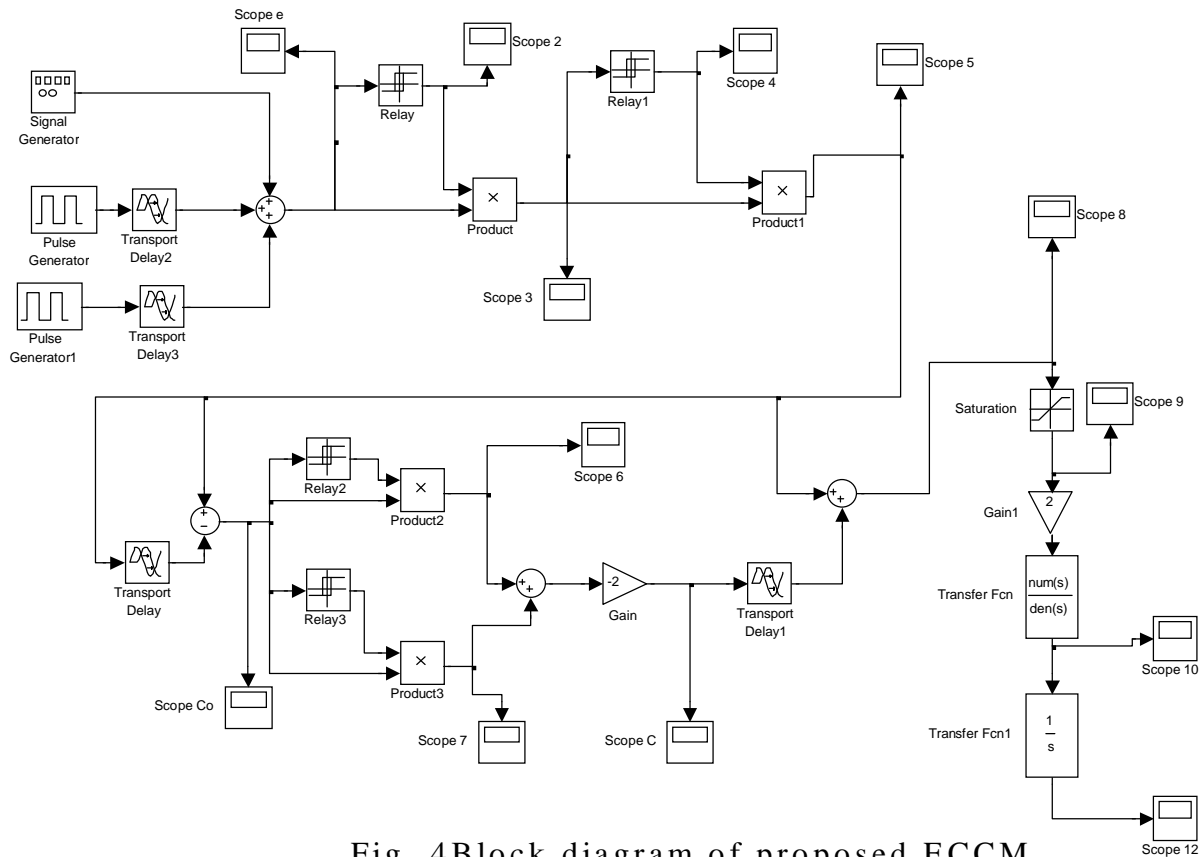 Scope e
Scope 2
Scope 4
Scope 5
Relay
Relay1
Signal
Generator
+
+
+
×
Product
×
Product1
Pulse
Generator
Transport
Delay2
Scope 8
Scope 3
Pulse
Generator1
Transport
Delay3
Saturation
Scope 9
Relay2
Scope 6
×
Product2
+
+
2
Gain1
+
−
Transport
Delay
Relay3
+
+
-2
Gain
Transport
Delay1
Transfer Fcn
num(s)
den(s)
×
Product3
Scope Co
Scope 7
Scope C
Scope 10
Transfer Fcn1
1
s
Scope 12
Fig. 4Block diagram of proposed ECCM